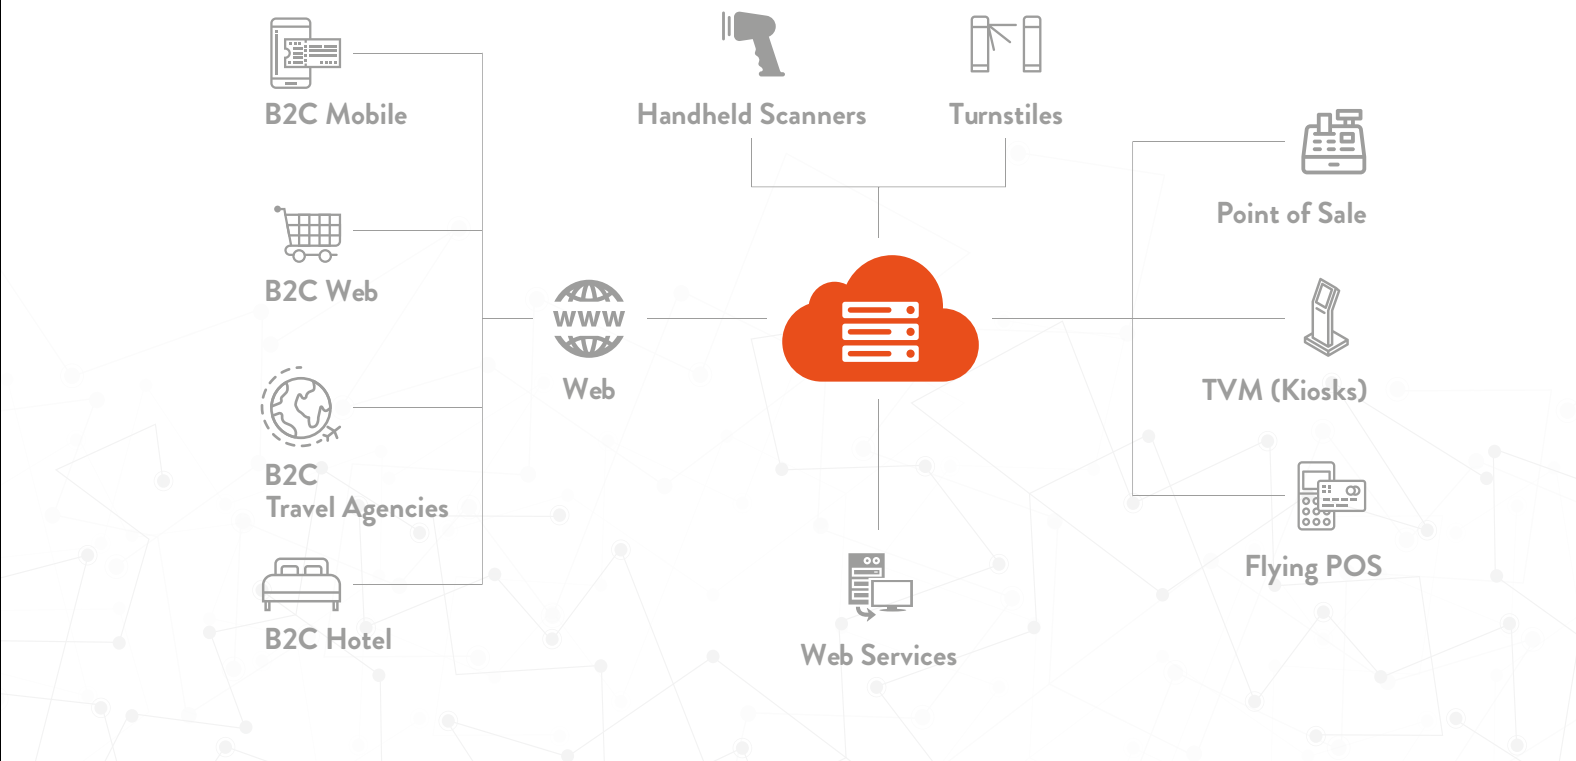 B2C Mobile
Handheld Scanners
Turnstiles
Point of Sale
B2C Web
WWW
Web
TVM (Kiosks)
B2C
Travel Agencies
Flying POS
B2C Hotel
Web Services